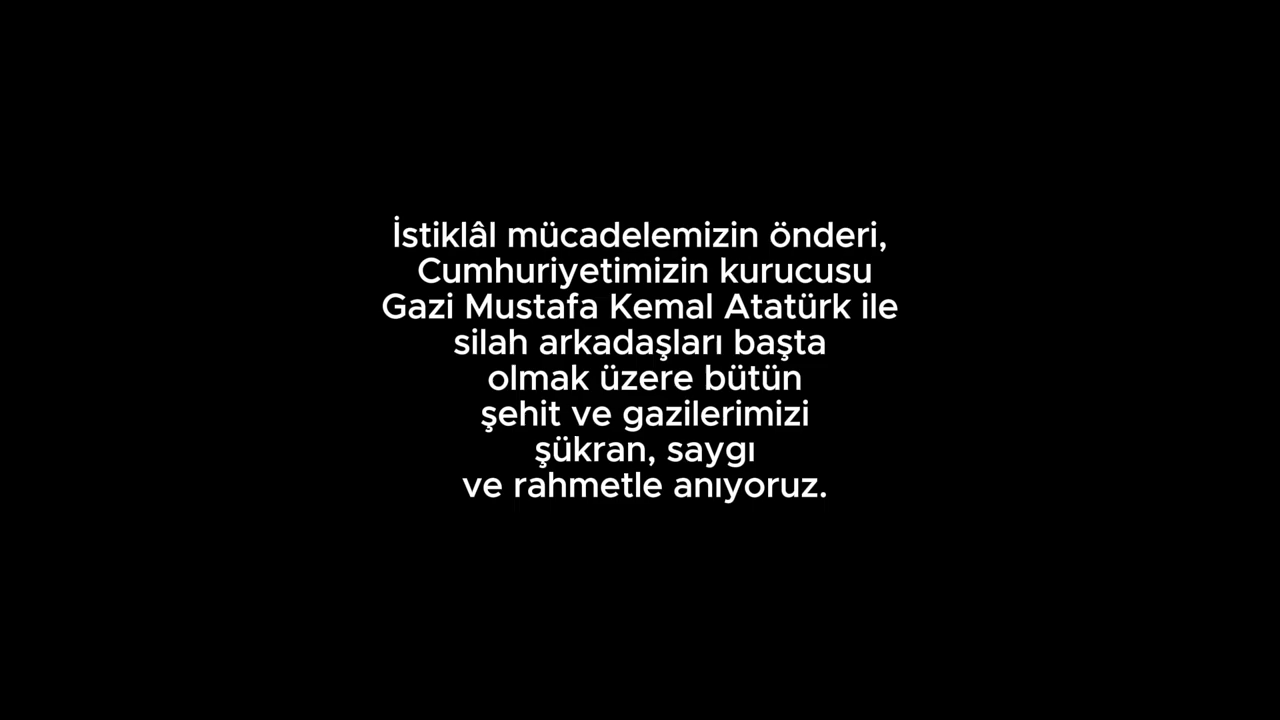 İstiklâl mücadelemizin önderi,
Cumhuriyetimizin kurucusu
Gazi Mustafa Kemal Atatürk ile
silah arkadaşları başta
olmak üzere bütün
şehit ve gazilerimizi
şükran, saygı
ve rahmetle anıyoruz.